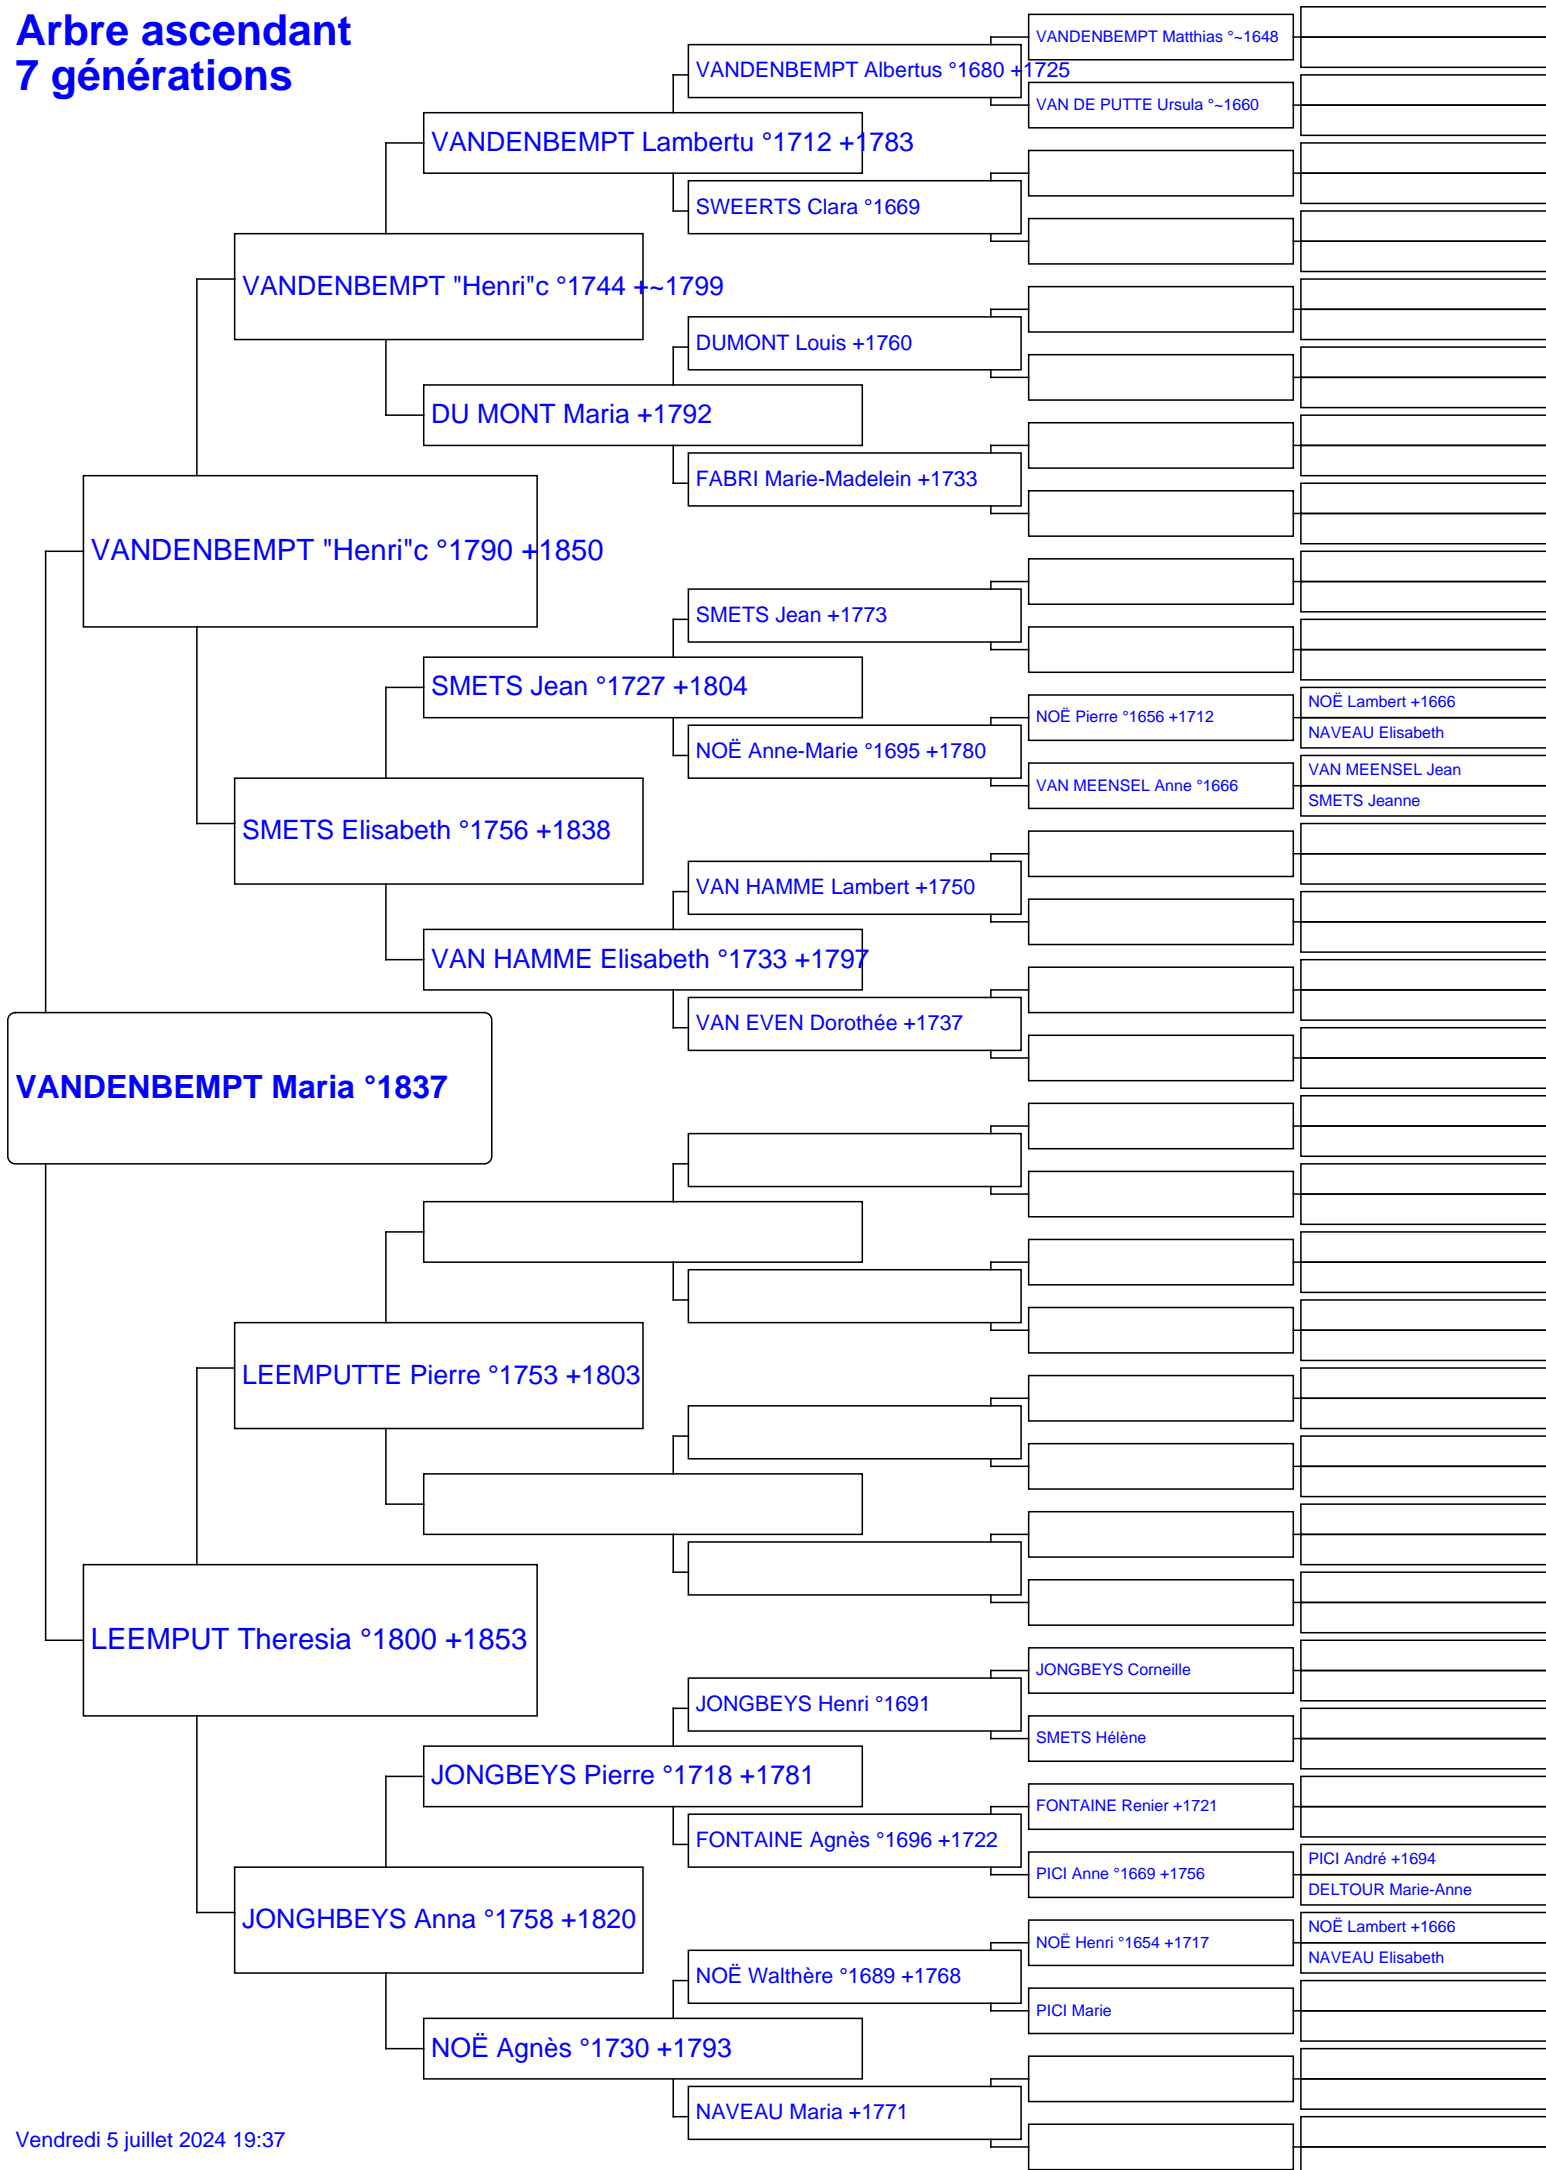 Arbre ascendant
7 générations
VANDENBEMPT Maria °1837
VANDENBEMPT "Henri"c °1790 +1850
LEEMPUT Theresia °1800 +1853
VANDENBEMPT "Henri"c °1744 +~1799
SMETS Elisabeth °1756 +1838
LEEMPUTTE Pierre °1753 +1803
JONGHBEYS Anna °1758 +1820
VANDENBEMPT Lambertu °1712 +1783
DU MONT Maria +1792
SMETS Jean °1727 +1804
VAN HAMME Elisabeth °1733 +1797
JONGBEYS Pierre °1718 +1781
NOË Agnès °1730 +1793
VANDENBEMPT Albertus °1680 +1725
SWEERTS Clara °1669
DUMONT Louis +1760
FABRI Marie-Madelein +1733
SMETS Jean +1773
NOË Anne-Marie °1695 +1780
VAN HAMME Lambert +1750
VAN EVEN Dorothée +1737
JONGBEYS Henri °1691
FONTAINE Agnès °1696 +1722
NOË Walthère °1689 +1768
NAVEAU Maria +1771
VANDENBEMPT Matthias °~1648
VAN DE PUTTE Ursula °~1660
NOË Pierre °1656 +1712
VAN MEENSEL Anne °1666
JONGBEYS Corneille
SMETS Hélène
FONTAINE Renier +1721
PICI Anne °1669 +1756
NOË Henri °1654 +1717
PICI Marie
NOË Lambert +1666
NAVEAU Elisabeth
VAN MEENSEL Jean
SMETS Jeanne
PICI André +1694
DELTOUR Marie-Anne
NOË Lambert +1666
NAVEAU Elisabeth
Vendredi 5 juillet 2024 19:37